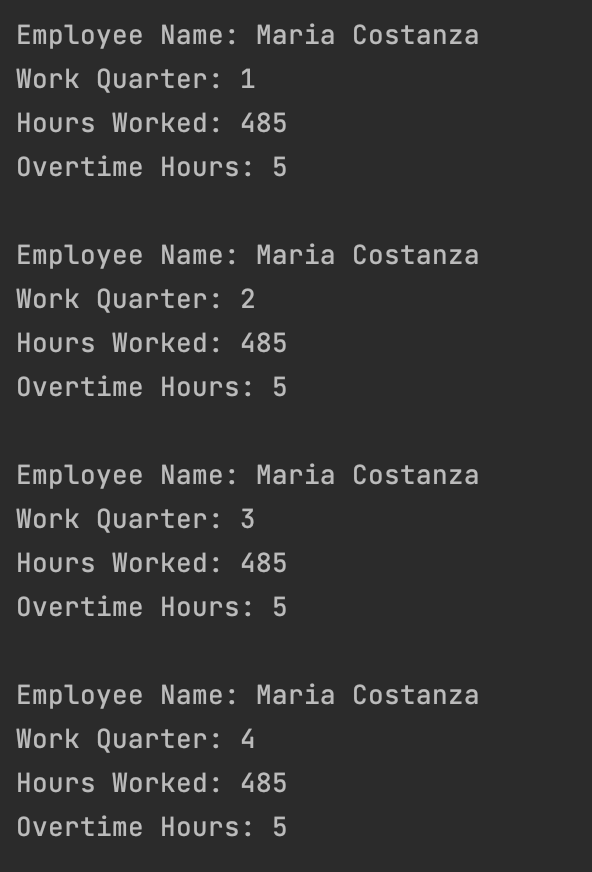 Employee Name: Maria Costanza
Work Quarter: 1
Hours Worked: 485
Overtime Hours: 5
Employee Name: Maria Costanza
Work Quarter: 2
Hours Worked: 485
Overtime Hours: 5
Employee Name: Maria Costanza
Work Quarter: 3
Hours Worked: 485
Overtime Hours: 5
Employee Name: Maria Costanza
Work Quarter: 4
Hours Worked: 485
Overtime Hours: 5